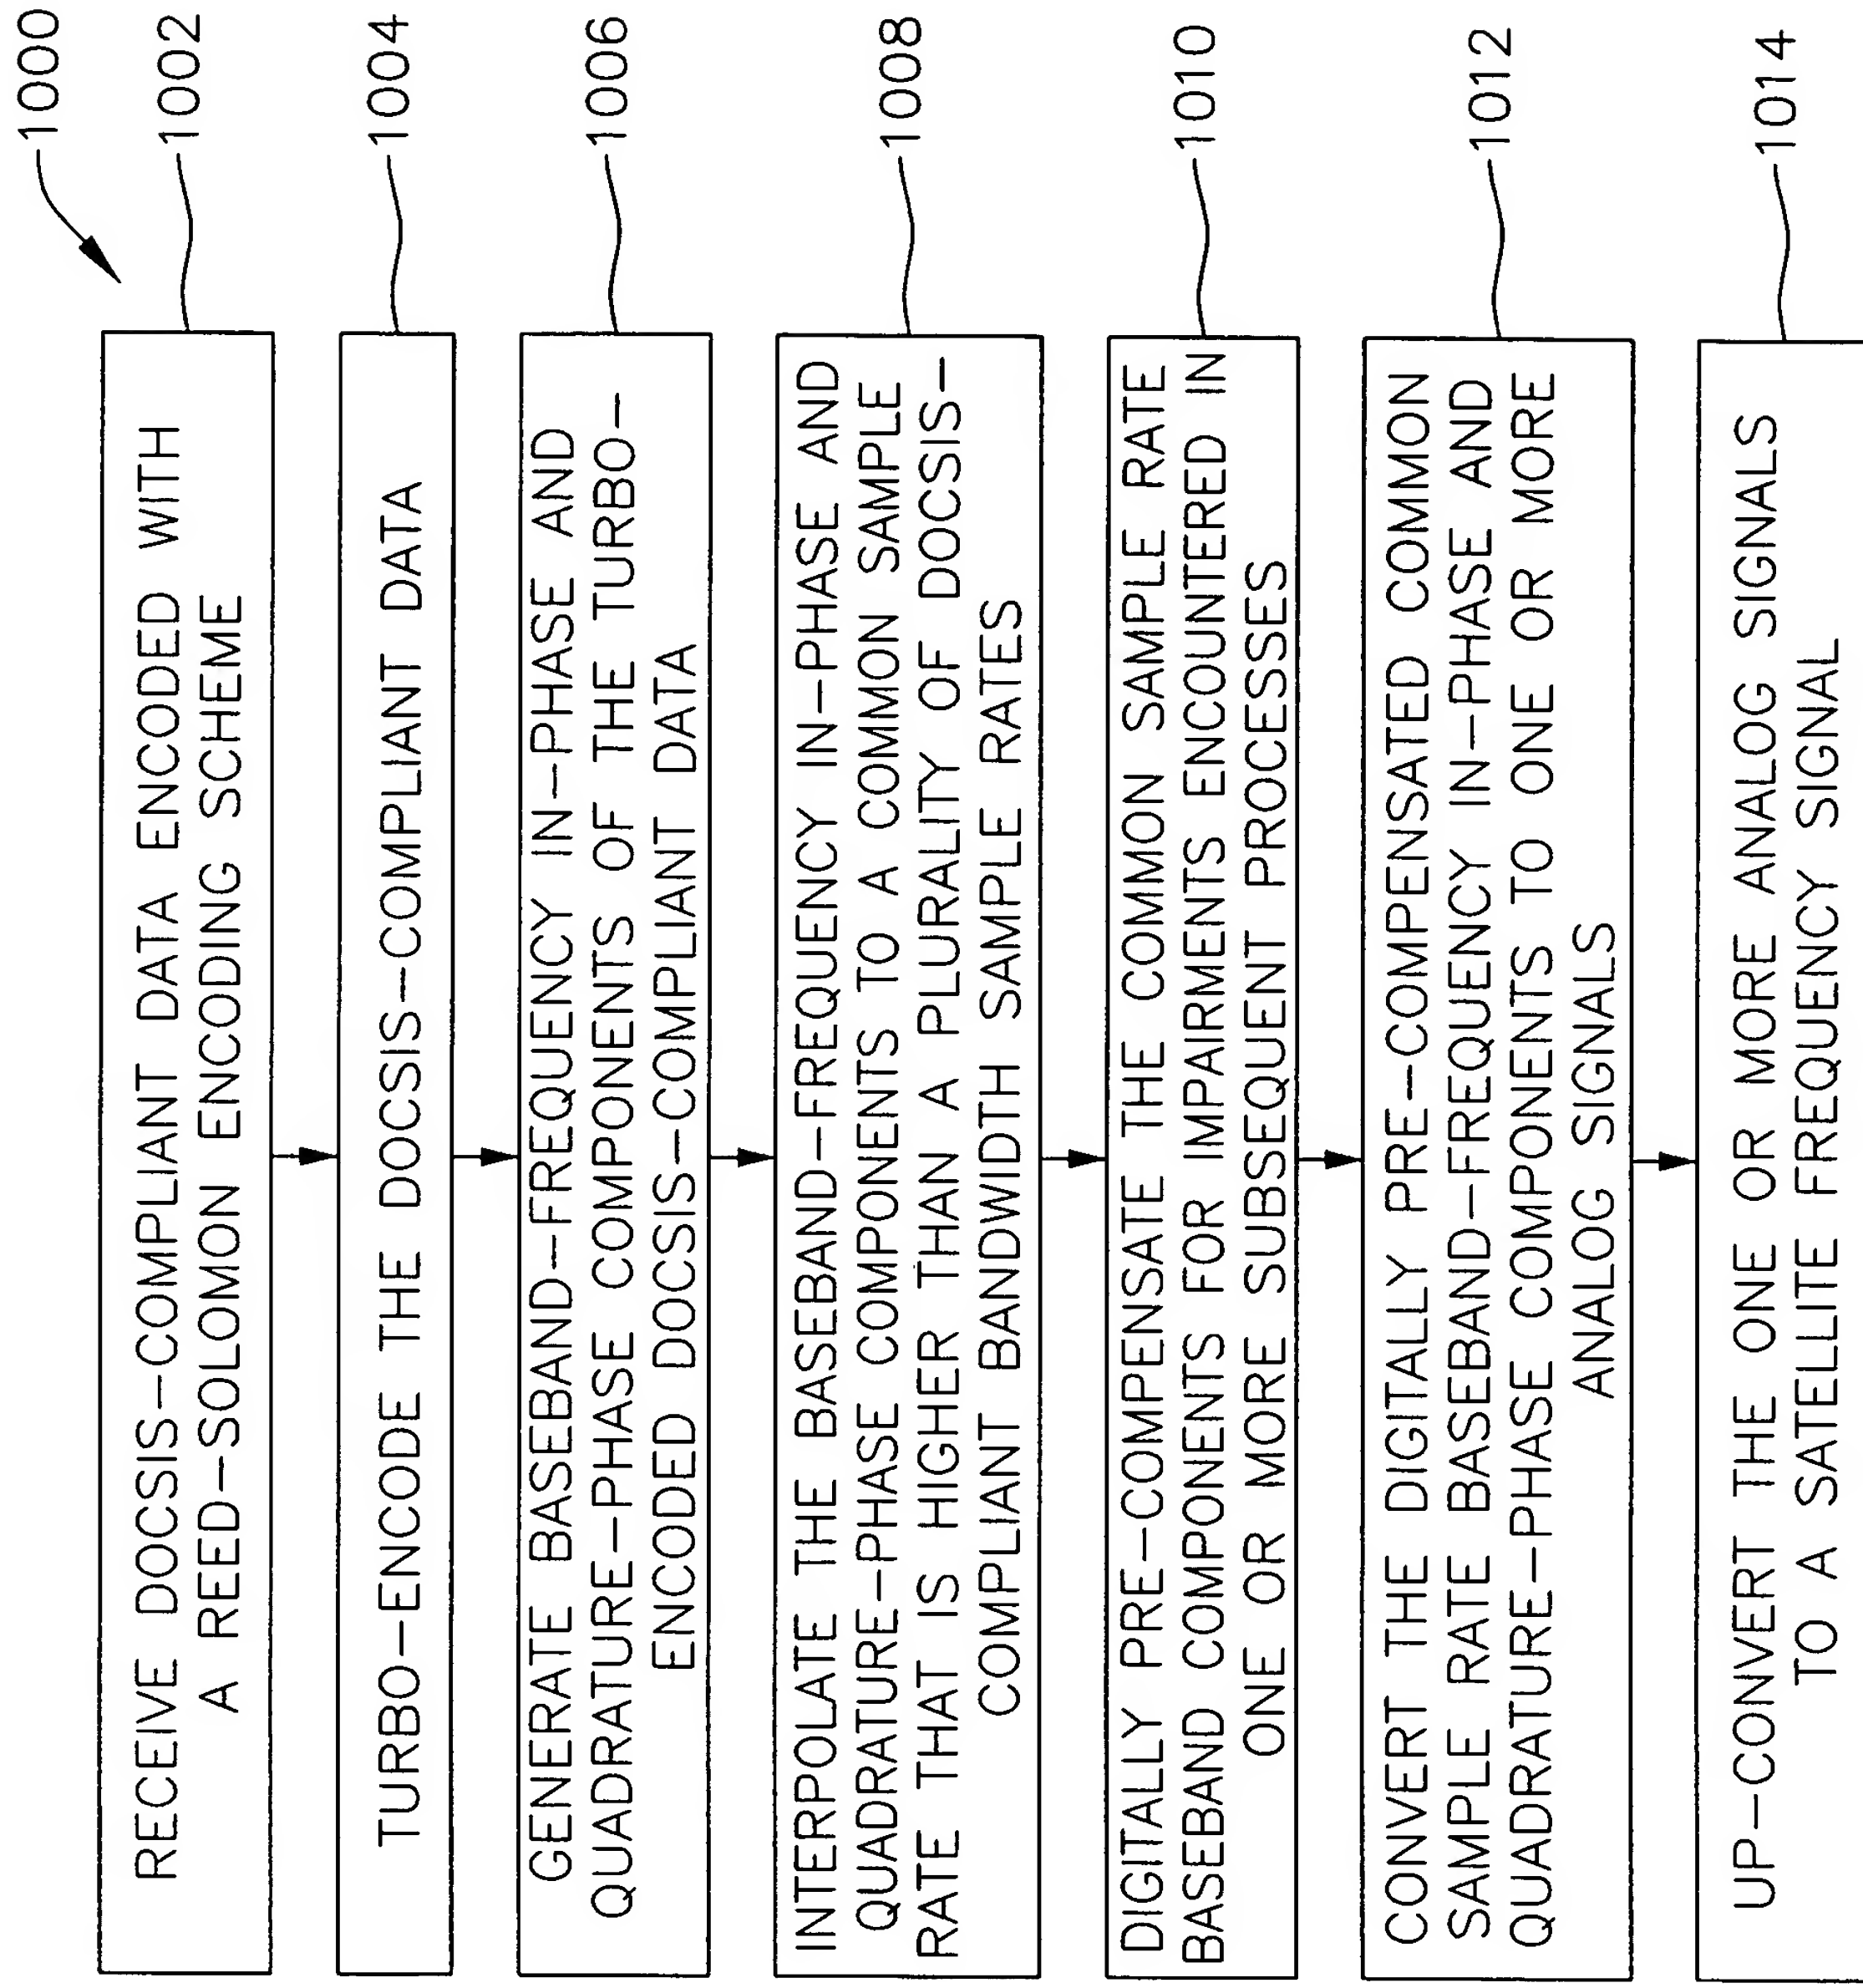 1000
RECEIVE DOCSIS–COMPLIANT DATA ENCODED WITH
A REED–SOLOMON ENCODING SCHEME
1002
TURBO–ENCODE THE DOCSIS–COMPLIANT DATA
1004
GENERATE BASEBAND–FREQUENCY IN–PHASE AND
QUADRATURE–PHASE COMPONENTS OF THE TURBO–
ENCODED DOCSIS–COMPLIANT DATA
1006
INTERPOLATE THE BASEBAND–FREQUENCY IN–PHASE AND
QUADRATURE–PHASE COMPONENTS TO A COMMON SAMPLE
RATE THAT IS HIGHER THAN A PLURALITY OF DOCSIS–
COMPLIANT BANDWIDTH SAMPLE RATES
1008
DIGITALLY PRE–COMPENSATE THE COMMON SAMPLE RATE
BASEBAND COMPONENTS FOR IMPAIRMENTS ENCOUNTERED IN
ONE OR MORE SUBSEQUENT PROCESSES
1010
CONVERT THE DIGITALLY PRE–COMPENSATED COMMON
SAMPLE RATE BASEBAND–FREQUENCY IN–PHASE AND
QUADRATURE–PHASE COMPONENTS TO ONE OR MORE
ANALOG SIGNALS
1012
UP–CONVERT THE ONE OR MORE ANALOG SIGNALS
TO A SATELLITE FREQUENCY SIGNAL
1014